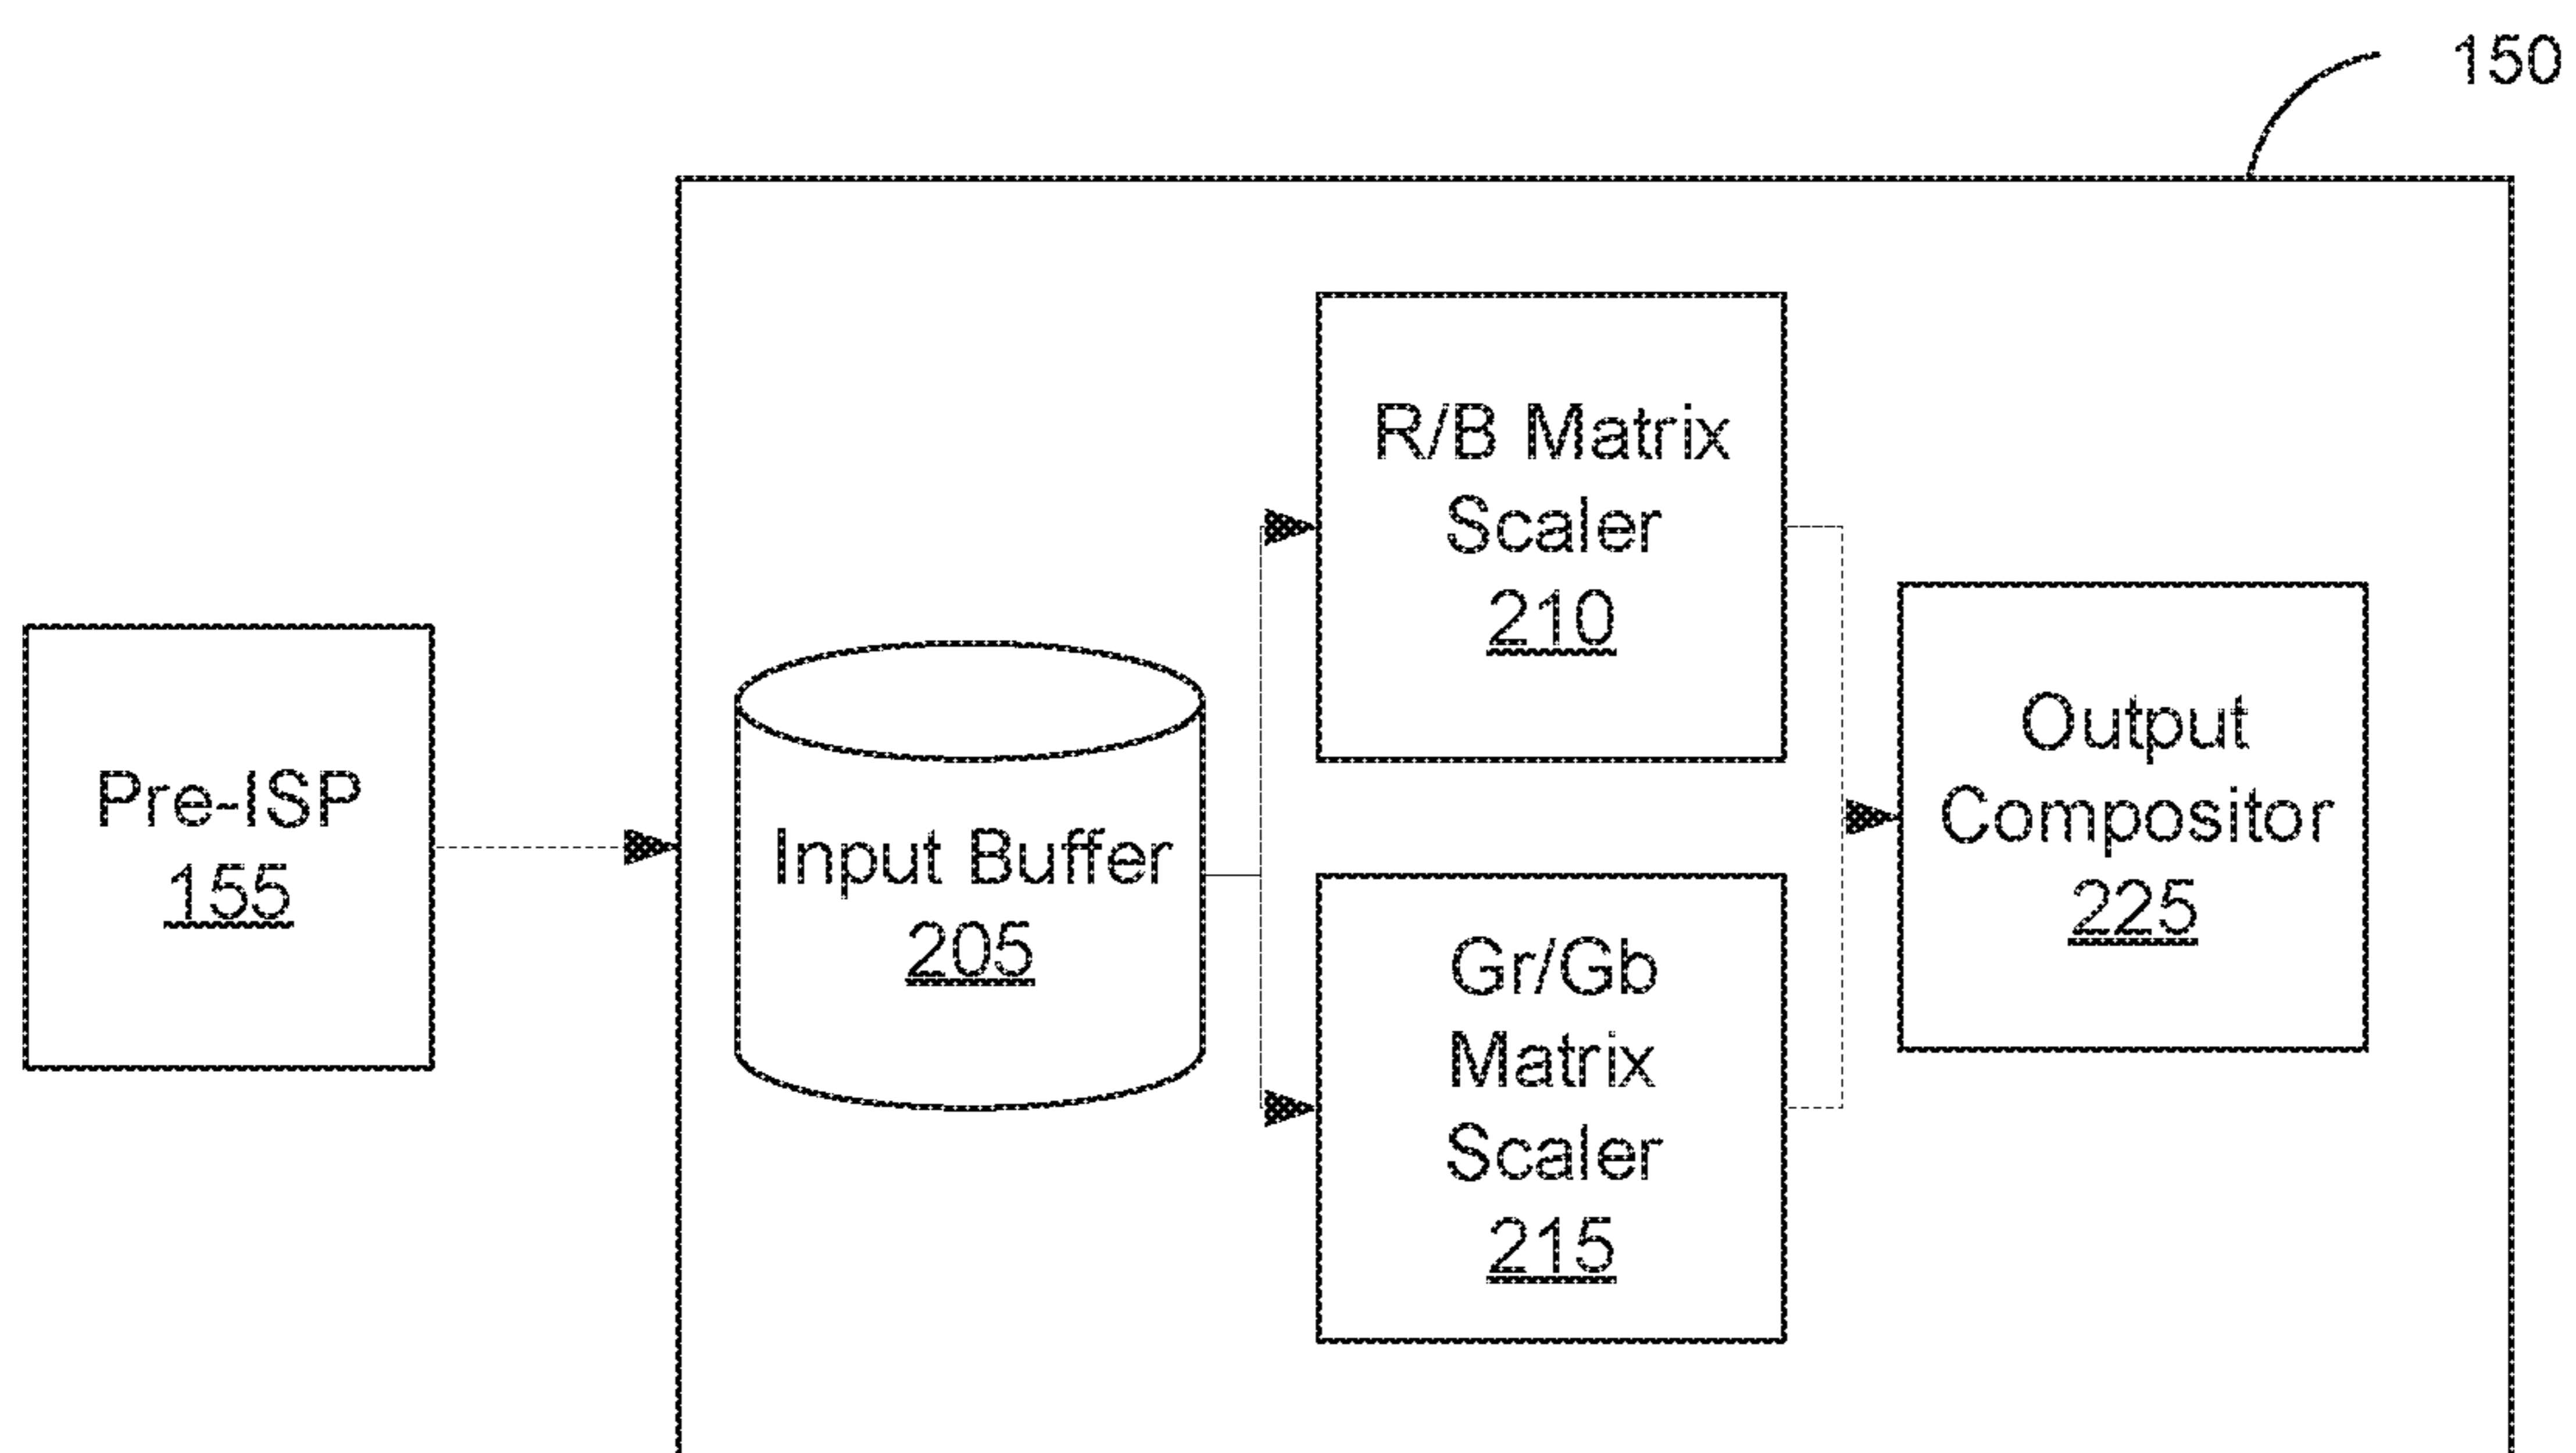 150
Pre-ISP
155
Input Buffer
205
R/B Matrix
Scaler
210
Gr/Gb
Matrix
Scaler
215
Output
Compositor
225